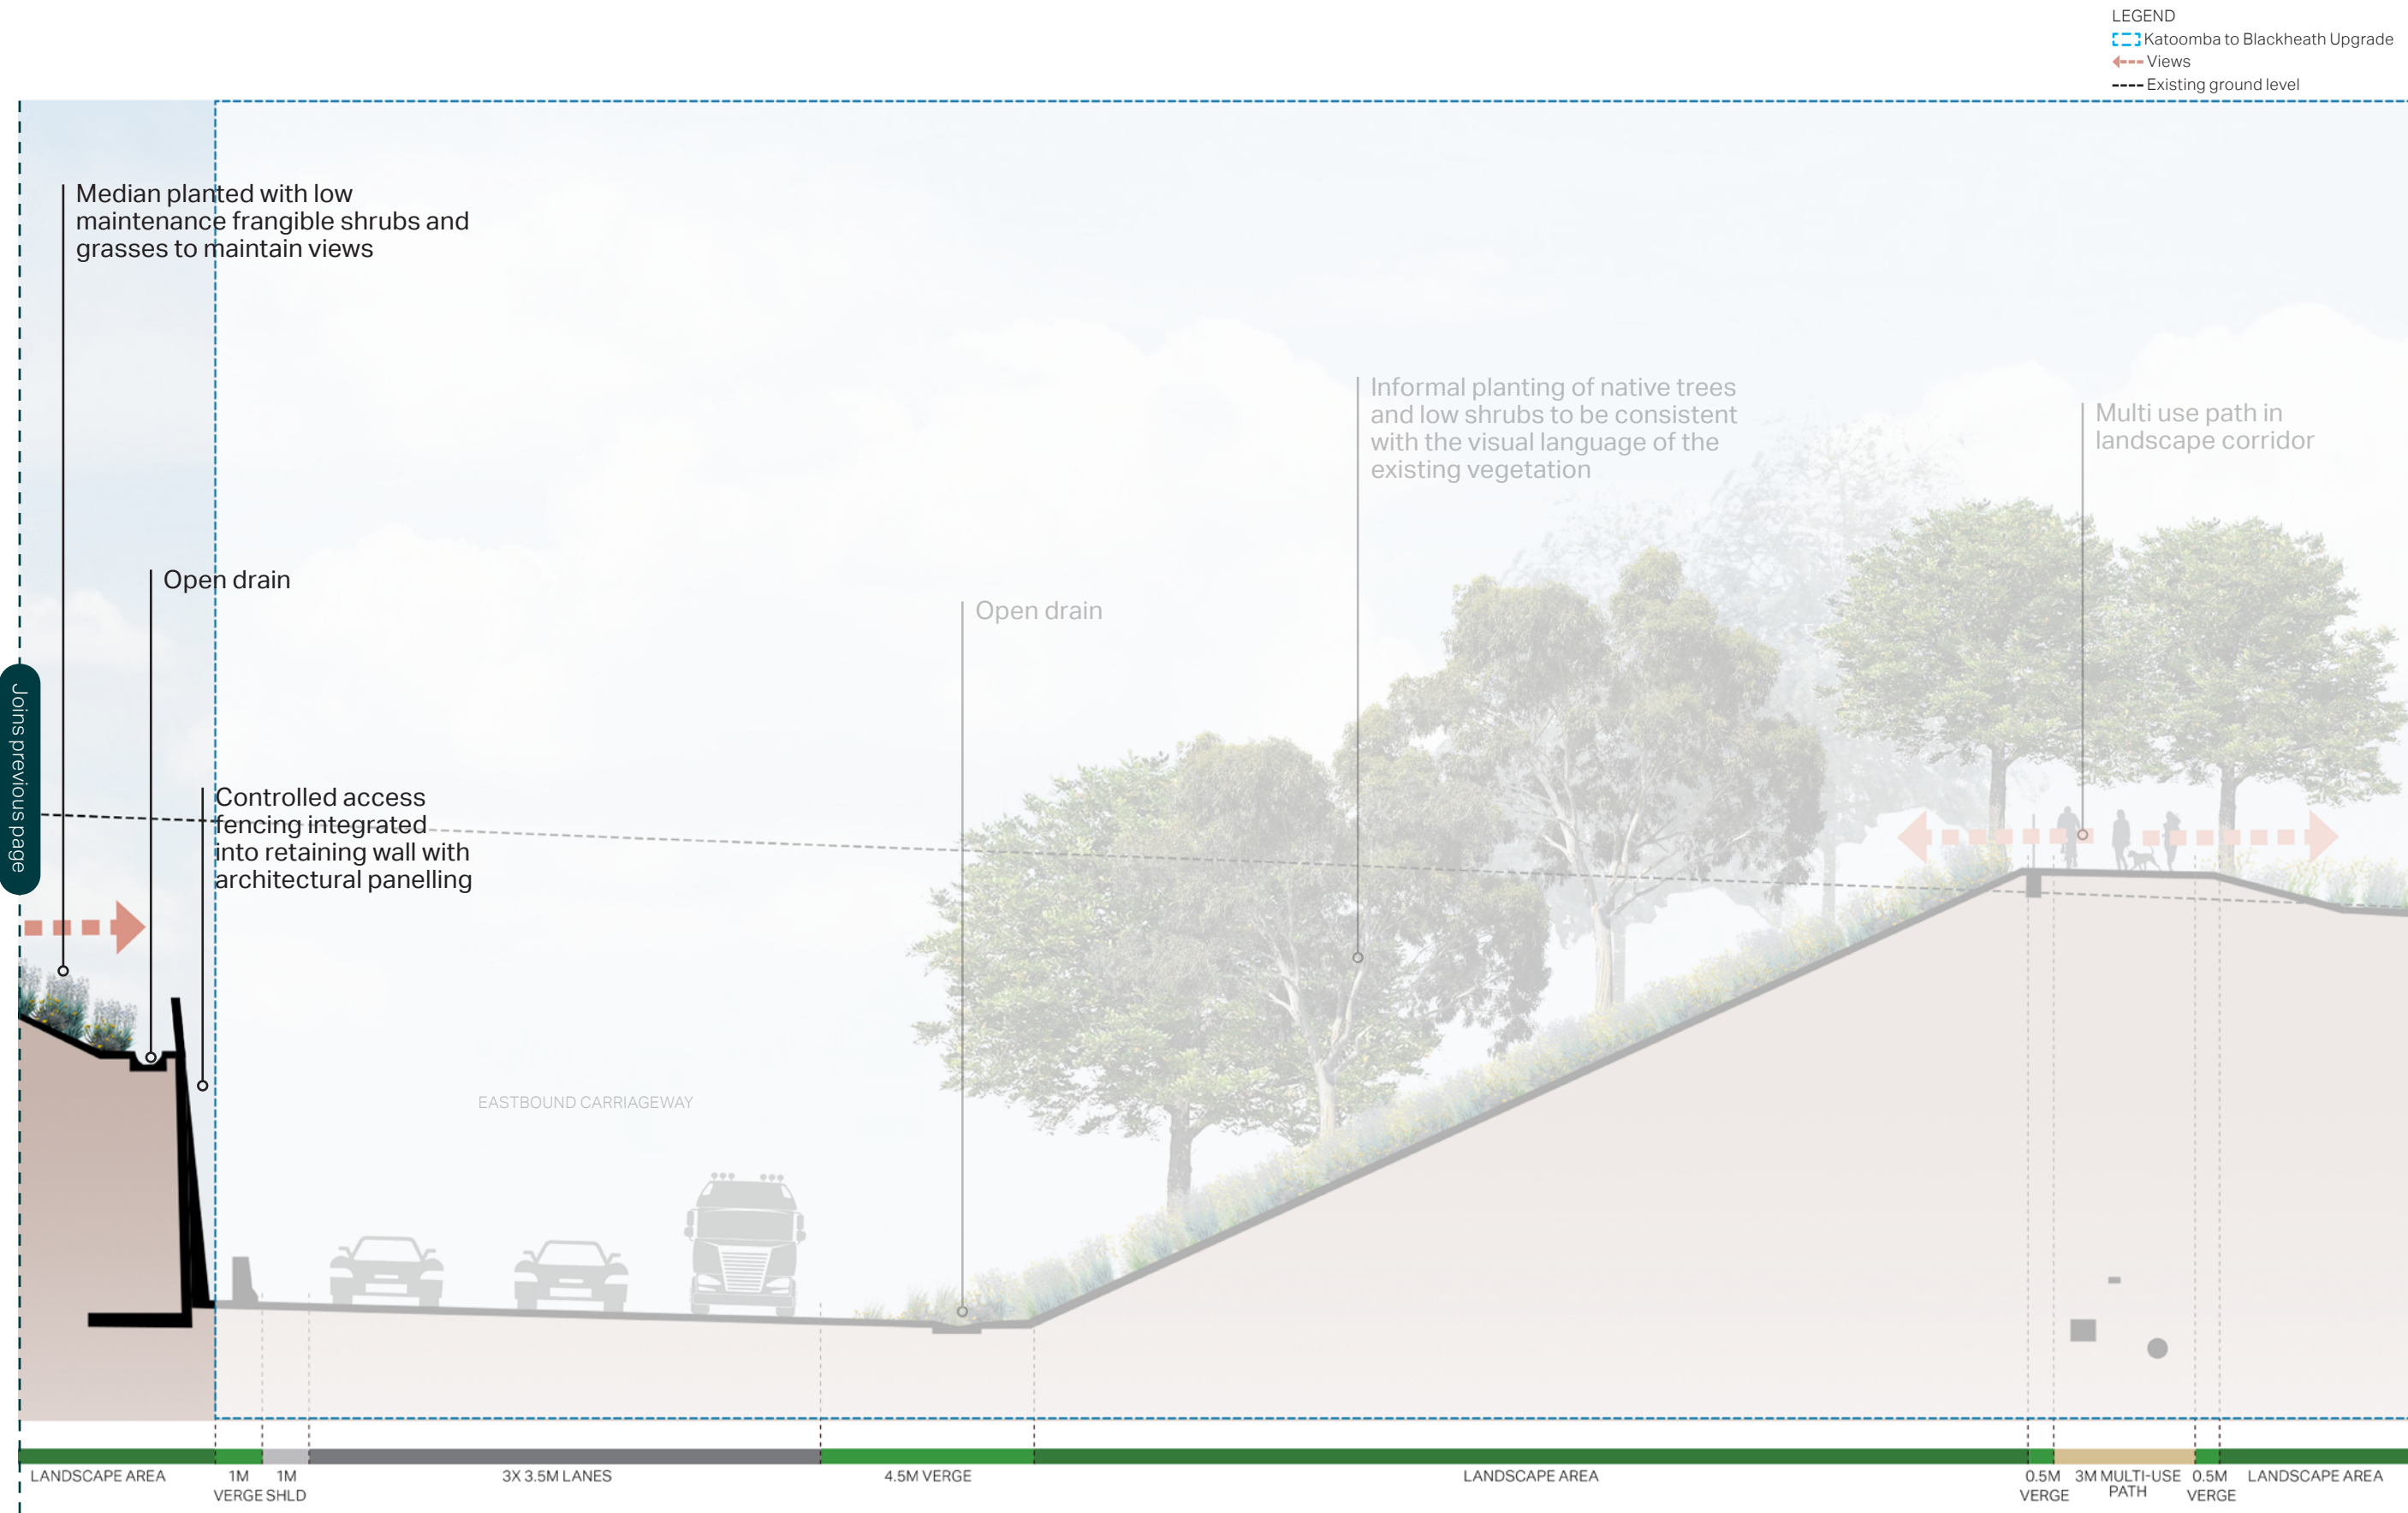 LEGEND
Katoomba to Blackheath Upgrade
Views
Existing ground level
Median planted with low
maintenance frangible shrubs and
grasses to maintain views
Informal planting of native trees
and low shrubs to be consistent
with the visual language of the
existing vegetation
Multi use path in
landscape corridor
Open drain
Open drain
Joins previous page
Controlled access
fencing integrated
into retaining wall with
architectural panelling
EASTBOUND CARRIAGEWAY
LANDSCAPE AREA
1M
VERGE
1M
SHLD
3X 3.5M LANES
4.5M VERGE
LANDSCAPE AREA
0.5M
VERGE
3M MULTI-USE
PATH
0.5M
VERGE
LANDSCAPE AREA